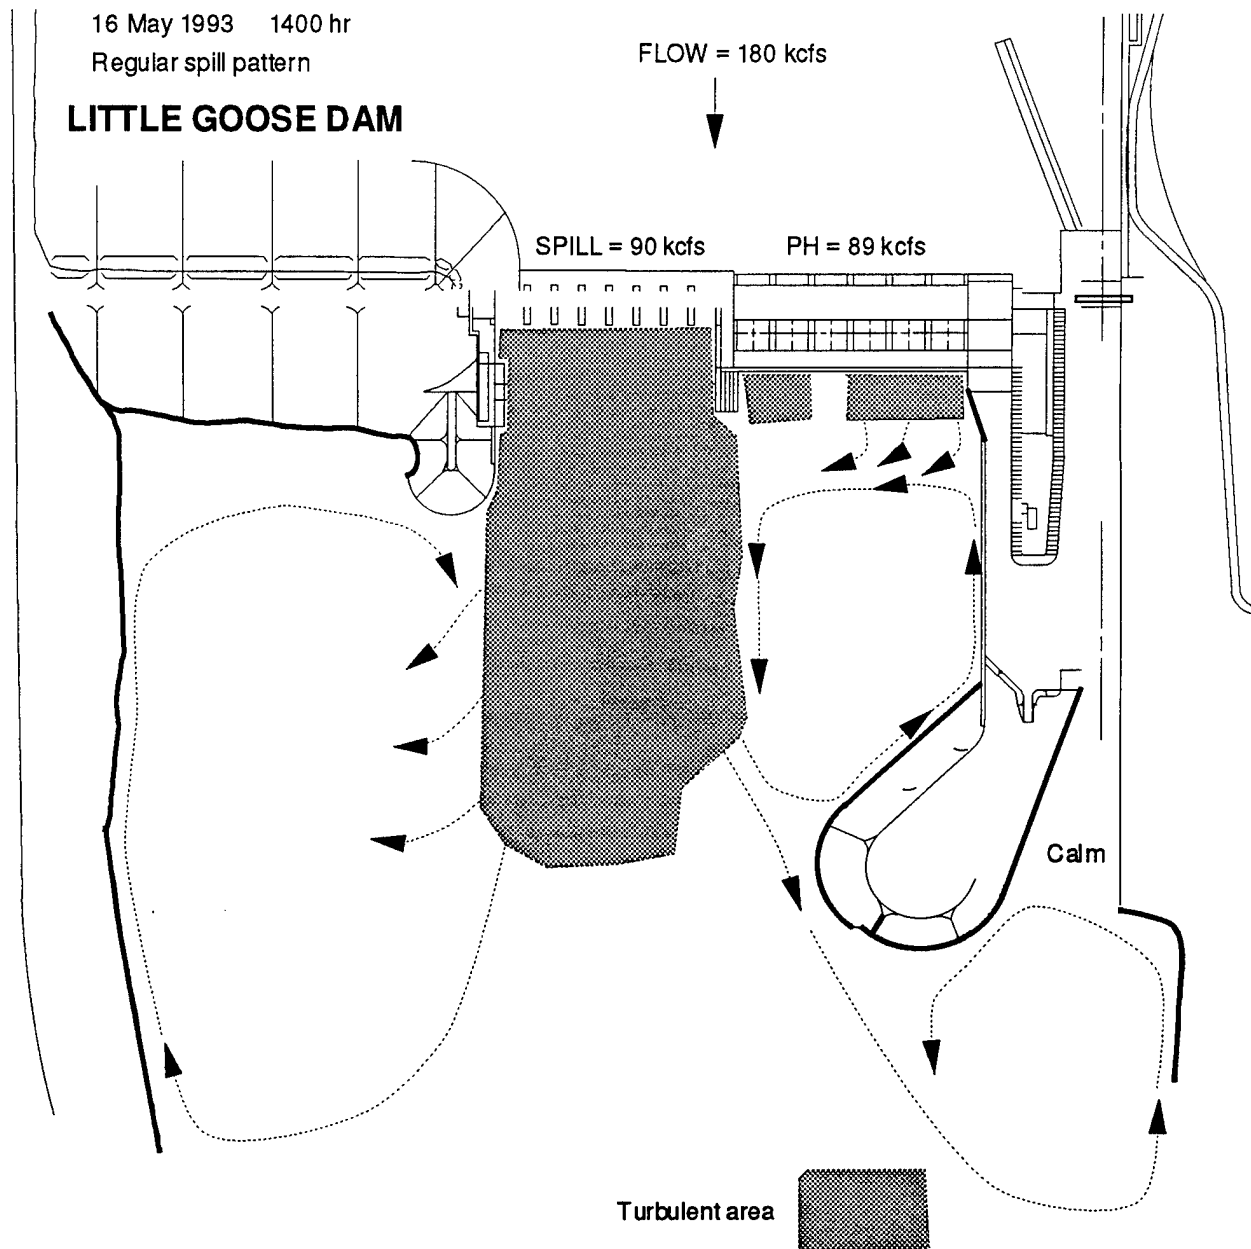 16 May 1993 1400 hr
Regular spill pattern
LITTLE GOOSE DAM
FLOW = 180 kcfs
SPILL = 90 kcfs
PH = 89 kcfs
Calm
Turbulent area